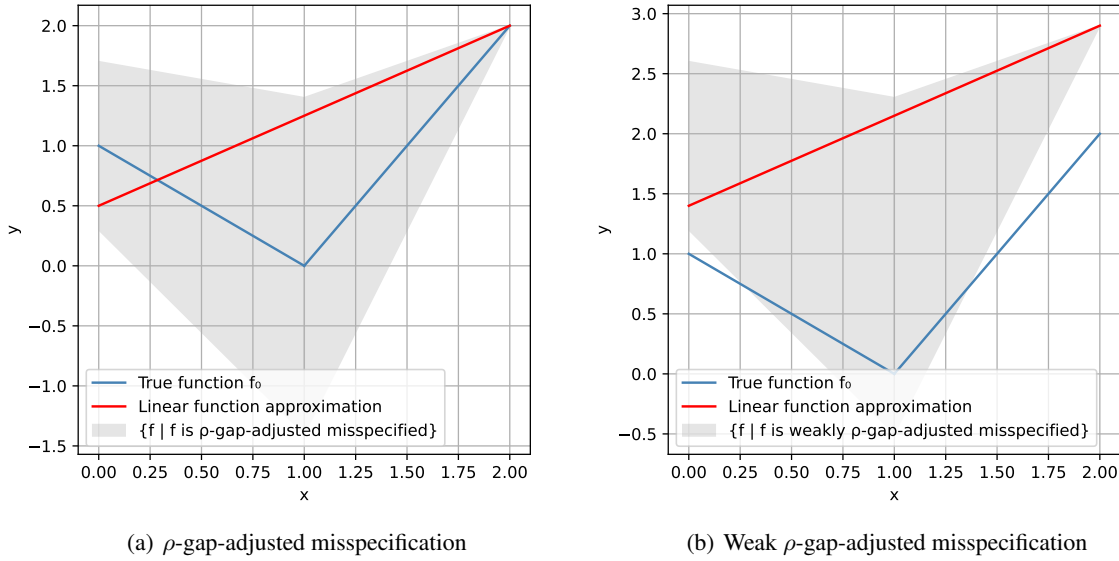 2.0
1.5
1.0
0.5
0.0
−0.5
−1.0
−1.5
y
0.00 0.25 0.50 0.75 1.00 1.25 1.50 1.75 2.00
x
True function f₀
Linear function approximation
{f | f is ρ-gap-adjusted misspecified}
(a) ρ-gap-adjusted misspecification
3.0
2.5
2.0
1.5
1.0
0.5
0.0
−0.5
y
0.00 0.25 0.50 0.75 1.00 1.25 1.50 1.75 2.00
x
True function f₀
Linear function approximation
{f | f is weakly ρ-gap-adjusted misspecified}
(b) Weak ρ-gap-adjusted misspecification